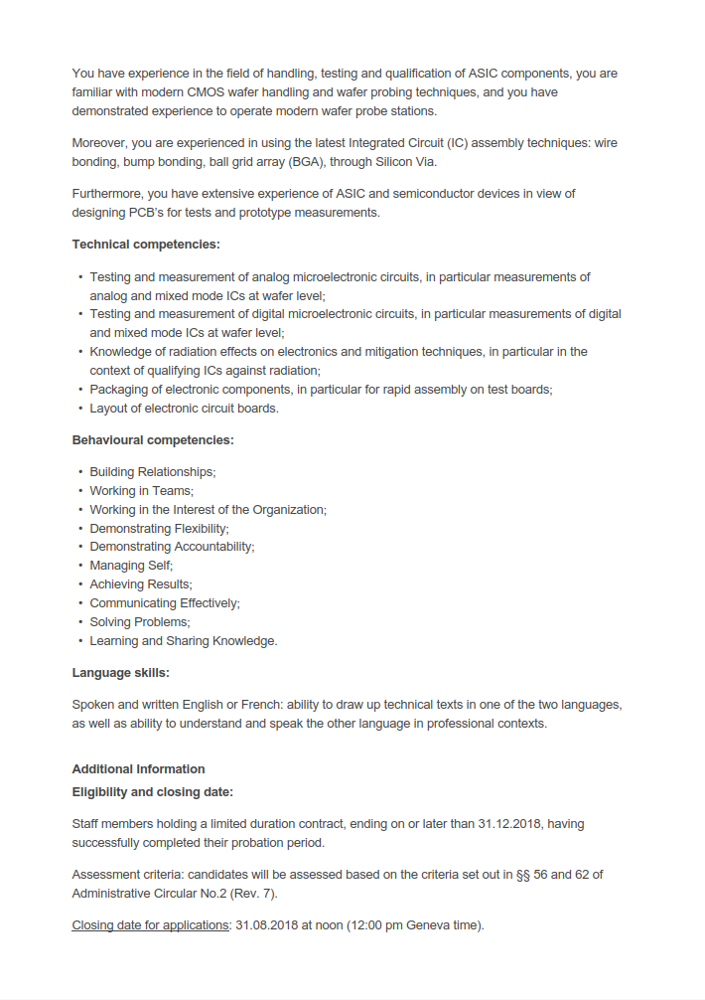 You have experience in the field of handling, testing and qualification of ASIC components, you are
familiar with modern CMOS wafer handling and wafer probing techniques, and you have
demonstrated experience to operate modern wafer probe stations.
Moreover, you are experienced in using the latest Integrated Circuit (IC) assembly techniques: wire
bonding, bump bonding, ball grid array (BGA), through Silicon Via.
Furthermore, you have extensive experience of ASIC and semiconductor devices in view of
designing PCB's for tests and prototype measurements.
Technical competencies:
• Testing and measurement of analog microelectronic circuits, in particular measurements of
analog and mixed mode ICs at wafer level;
• Testing and measurement of digital microelectronic circuits, in particular measurements of digital
and mixed mode ICs at wafer level;
• Knowledge of radiation effects on electronics and mitigation techniques, in particular in the
context of qualifying ICs against radiation;
• Packaging of electronic components, in particular for rapid assembly on test boards;
• Layout of electronic circuit boards.
Behavioural competencies:
• Building Relationships;
• Working in Teams;
• Working in the Interest of the Organization;
• Demonstrating Flexibility;
• Demonstrating Accountability;
• Managing Self;
• Achieving Results;
• Communicating Effectively;
• Solving Problems;
• Learning and Sharing Knowledge.
Language skills:
Spoken and written English or French: ability to draw up technical texts in one of the two languages,
as well as ability to understand and speak the other language in professional contexts.
Additional Information
Eligibility and closing date:
Staff members holding a limited duration contract, ending on or later than 31.12.2018, having
successfully completed their probation period.
Assessment criteria: candidates will be assessed based on the criteria set out in §§ 56 and 62 of
Administrative Circular No.2 (Rev. 7).
Closing date for applications: 31.08.2018 at noon (12:00 pm Geneva time).